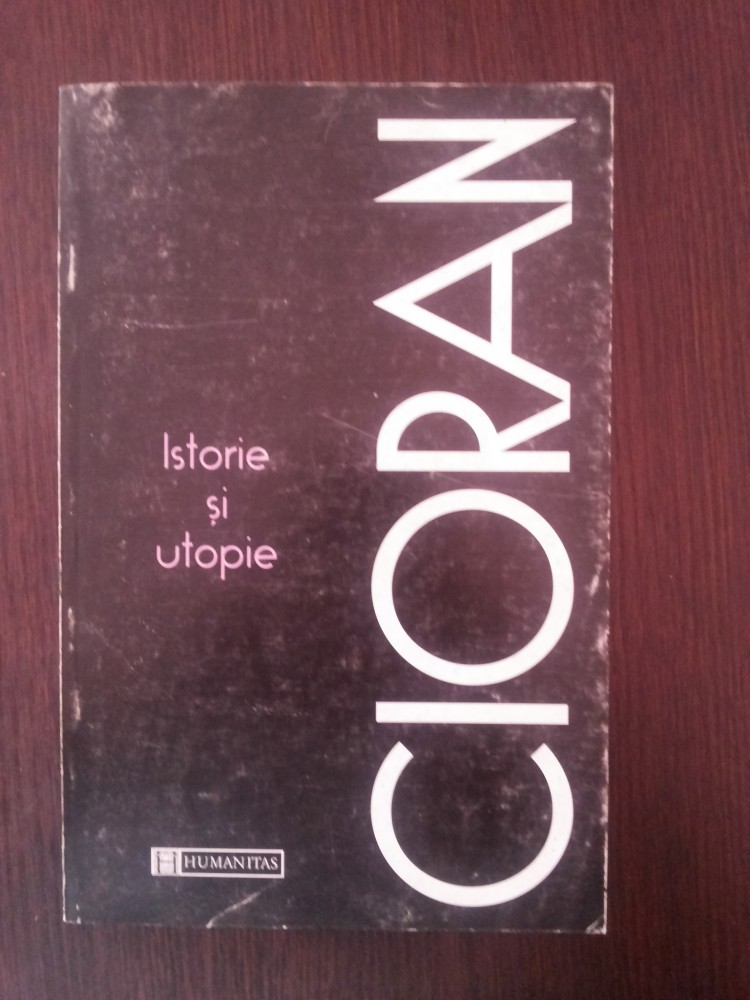 CIORAN
Istorie
și
utopie
HUMANITAS